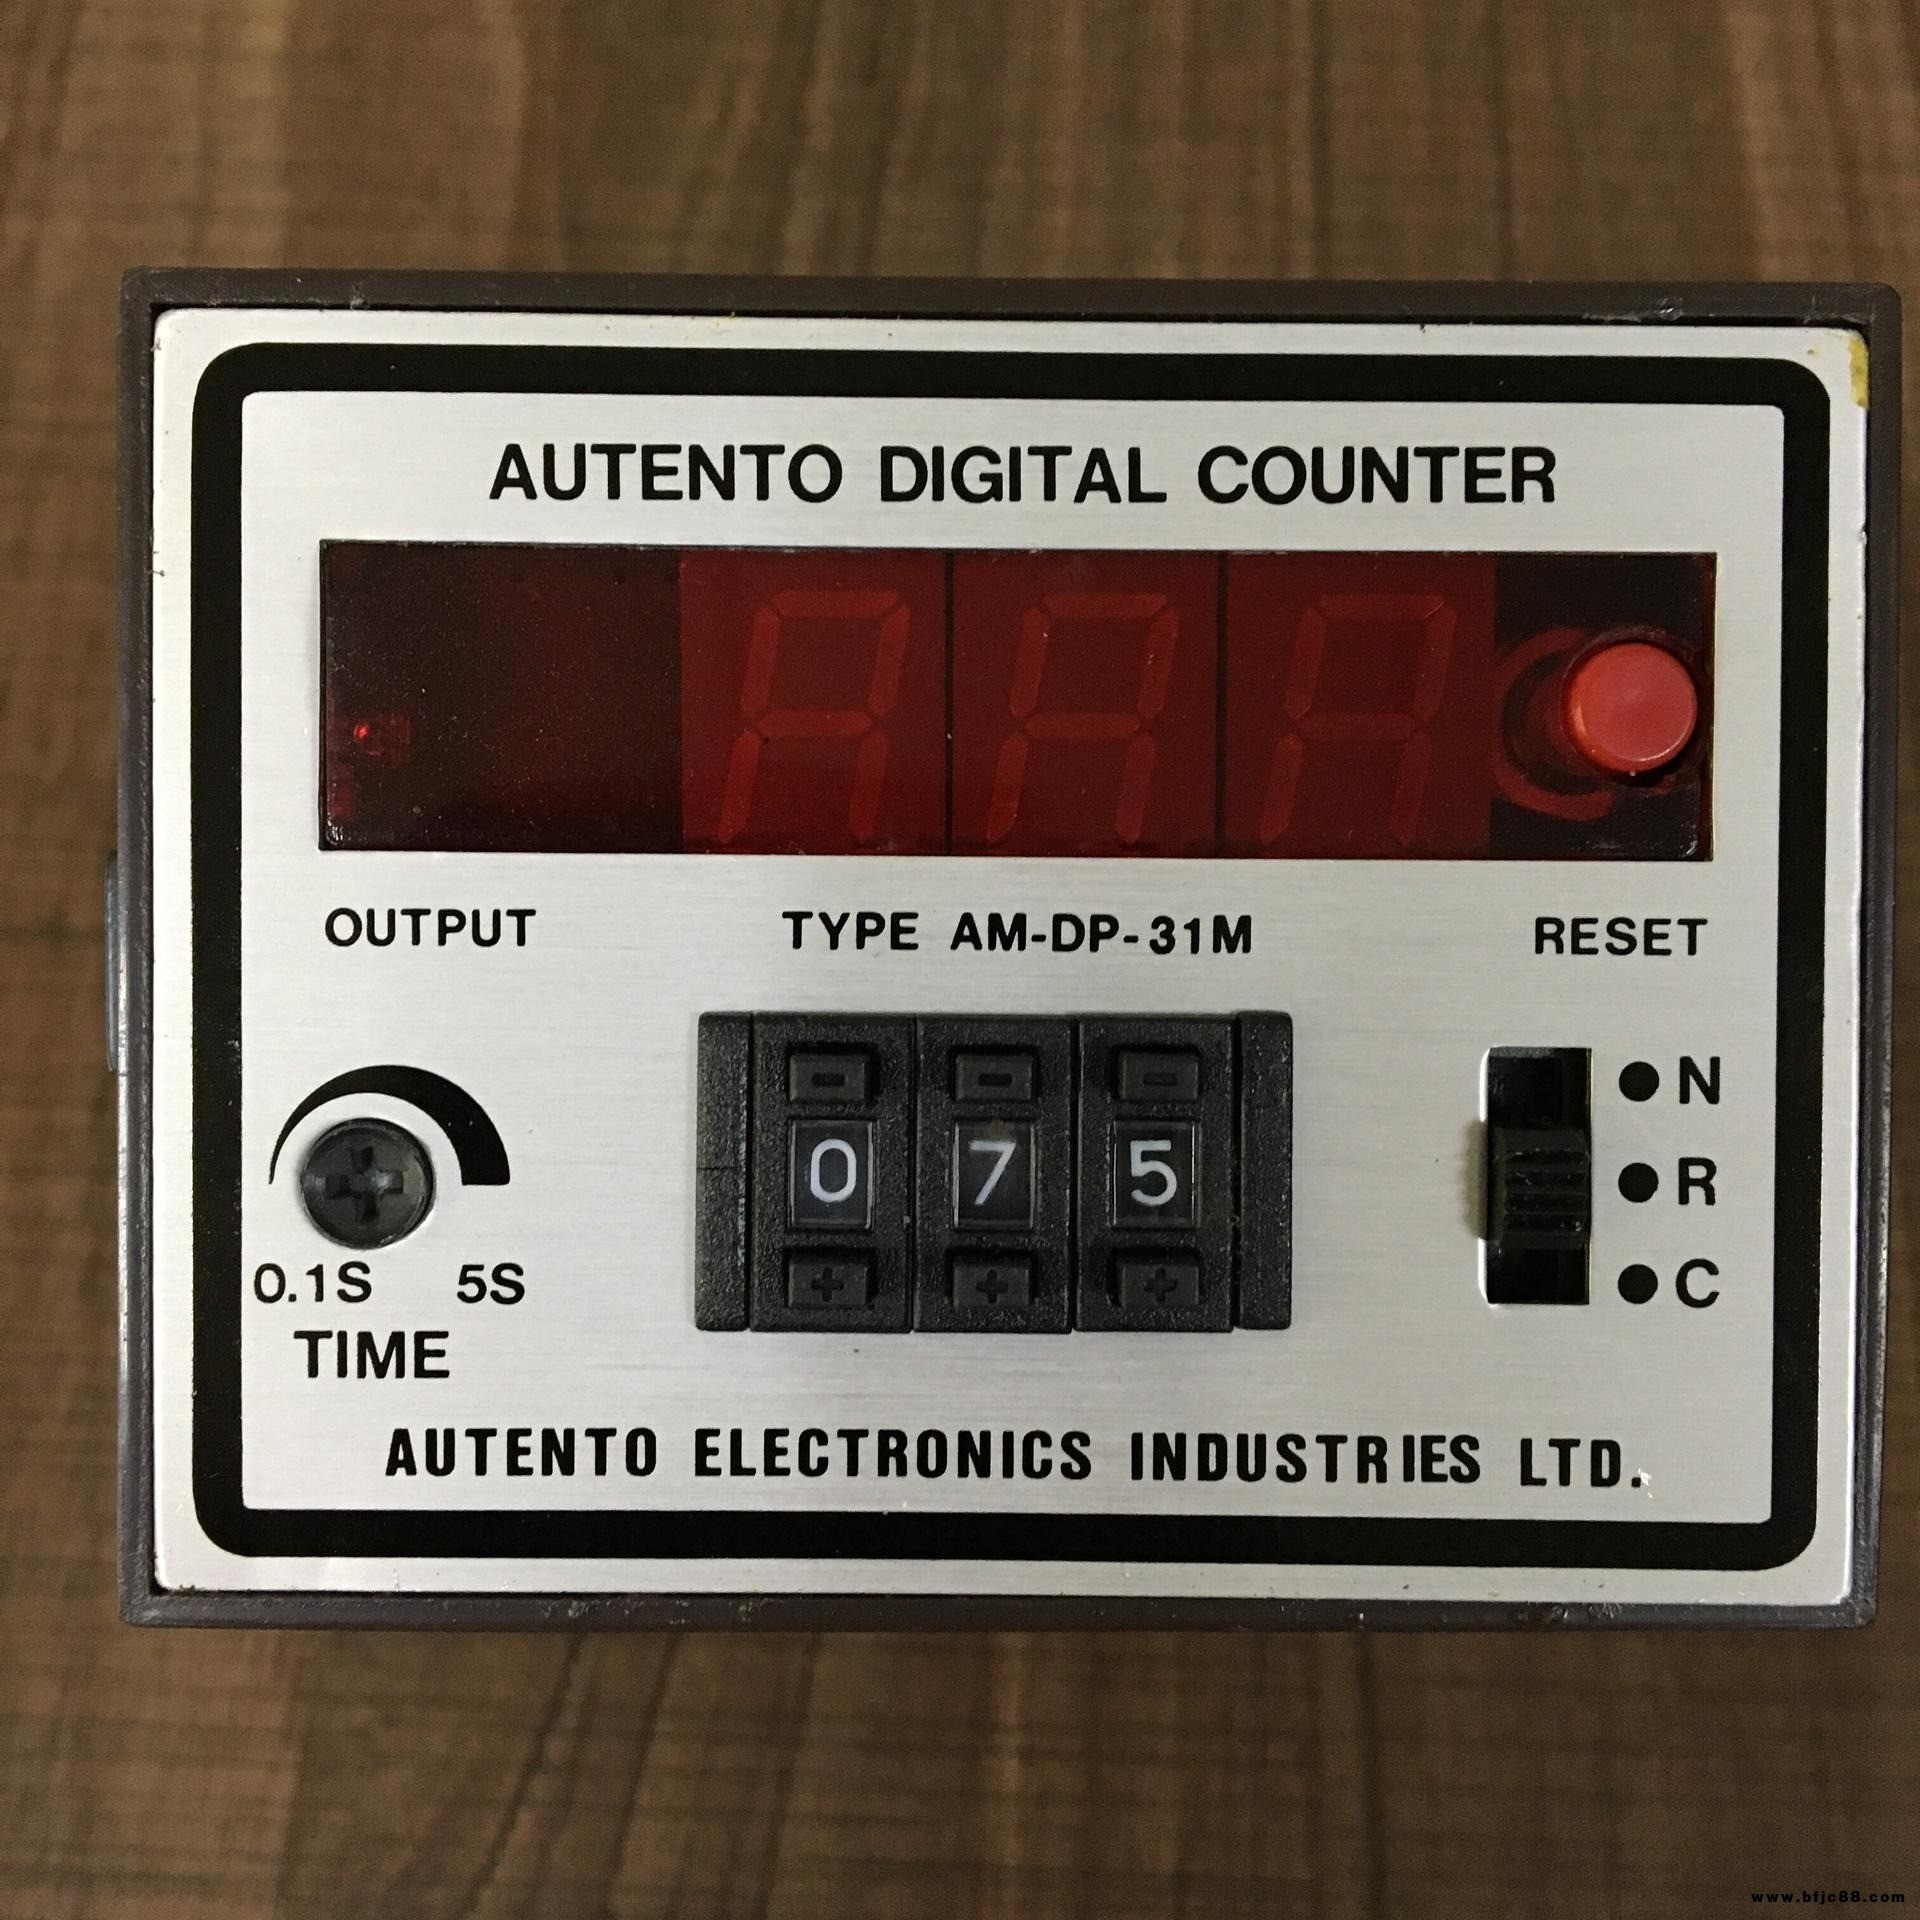 AUTENTO DIGITAL COUNTER
OUTPUT
TYPE AM-DP-31M
RESET
- - -
0 7 5
+ + +
0.1S 5S
TIME
N
R
C
AUTENTO ELECTRONICS INDUSTRIES LTD.
www.bfjc88.com